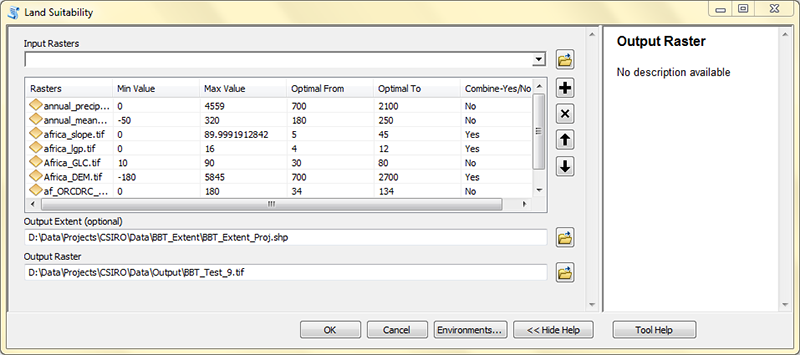 Land Suitability
Input Rasters
Rasters Min Value Max Value Optimal From Optimal To Combine-Yes/No
annual_precip... 0 4559 700 2100 No
annual_mean... -50 320 180 250 No
africa_slope.tif 0 89.9991912842 5 45 Yes
africa_lgp.tif 0 16 4 12 Yes
Africa_GLC.tif 10 90 30 80 No
Africa_DEM.tif -180 5845 700 2700 Yes
af_ORCDRC_... 0 180 34 134 No
Output Extent (optional)
D:\Data\Projects\CSIRO\Data\BBT_Extent\BBT_Extent_Proj.shp
Output Raster
D:\Data\Projects\CSIRO\Data\Output\BBT_Test_9.tif
OK Cancel Environments... << Hide Help
Output Raster
No description available
Tool Help